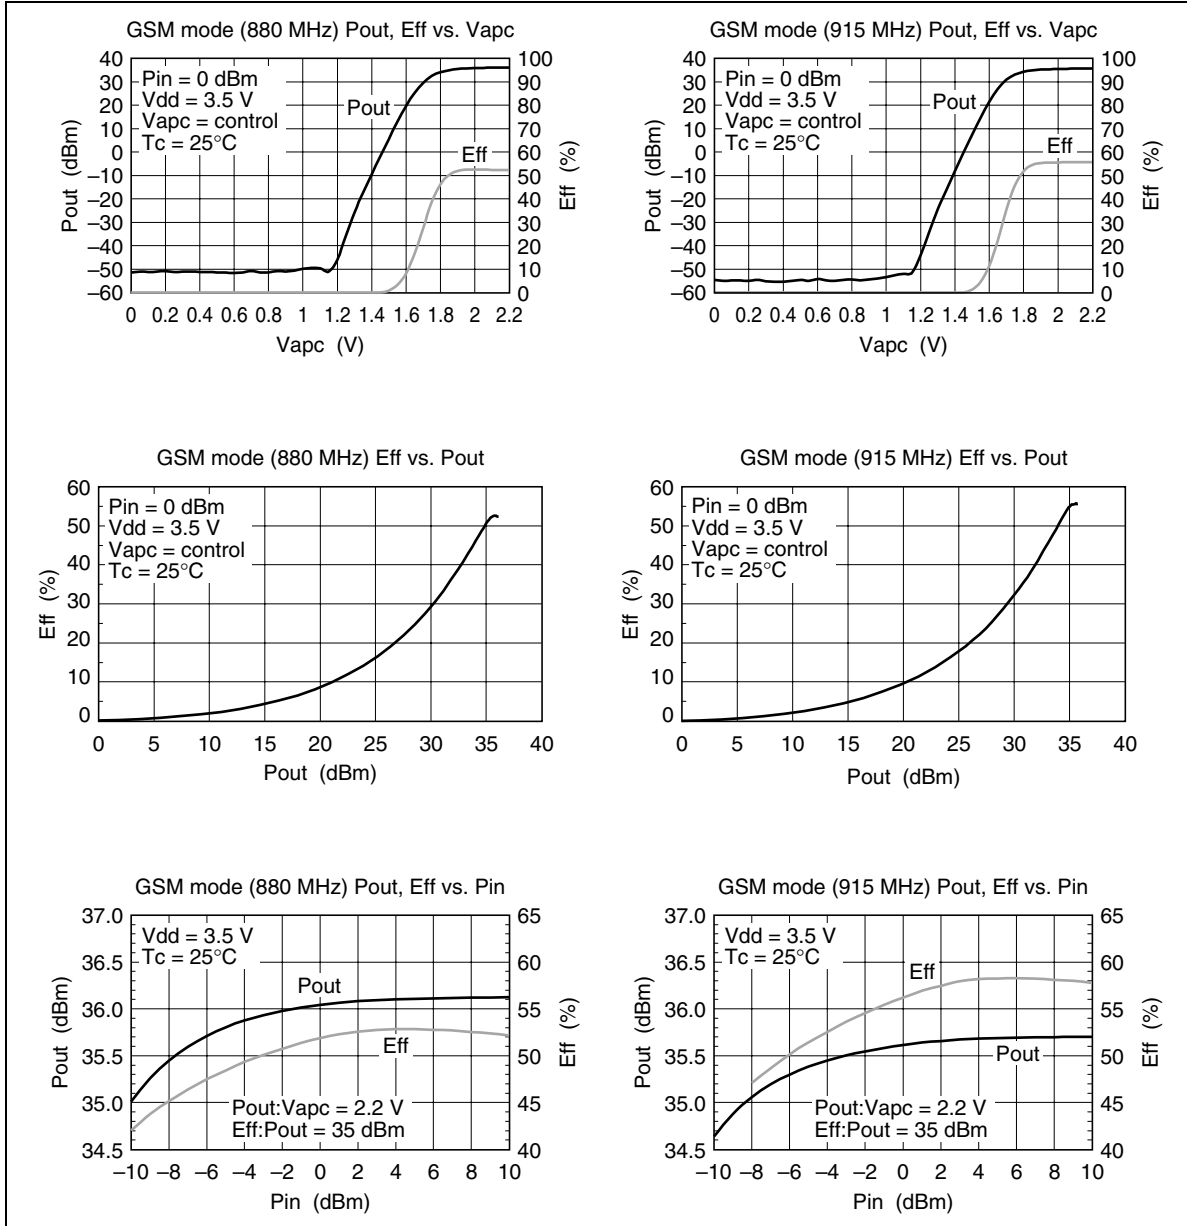 GSM mode (880 MHz) Pout, Eff vs. Vapc
40
30
20
10
0
–10
–20
–30
–40
–50
–60
Pout (dBm)
Pin = 0 dBm
Vdd = 3.5 V
Vapc = control
Tc = 25°C
Pout
Eff
100
90
80
70
60
50
40
30
20
10
0
Eff (%)
0 0.2 0.4 0.6 0.8 1 1.2 1.4 1.6 1.8 2 2.2
Vapc (V)
GSM mode (915 MHz) Pout, Eff vs. Vapc
40
30
20
10
0
–10
–20
–30
–40
–50
–60
Pout (dBm)
Pin = 0 dBm
Vdd = 3.5 V
Vapc = control
Tc = 25°C
Pout
Eff
100
90
80
70
60
50
40
30
20
10
0
Eff (%)
0 0.2 0.4 0.6 0.8 1 1.2 1.4 1.6 1.8 2 2.2
Vapc (V)
GSM mode (880 MHz) Eff vs. Pout
60
50
40
30
20
10
0
Eff (%)
Pin = 0 dBm
Vdd = 3.5 V
Vapc = control
Tc = 25°C
0 5 10 15 20 25 30 35 40
Pout (dBm)
GSM mode (915 MHz) Eff vs. Pout
60
50
40
30
20
10
0
Eff (%)
Pin = 0 dBm
Vdd = 3.5 V
Vapc = control
Tc = 25°C
0 5 10 15 20 25 30 35 40
Pout (dBm)
GSM mode (880 MHz) Pout, Eff vs. Pin
37.0
36.5
36.0
35.5
35.0
34.5
Pout (dBm)
Vdd = 3.5 V
Tc = 25°C
Pout
Eff
Pout:Vapc = 2.2 V
Eff:Pout = 35 dBm
65
60
55
50
45
40
Eff (%)
–10 –8 –6 –4 –2 0 2 4 6 8 10
Pin (dBm)
GSM mode (915 MHz) Pout, Eff vs. Pin
37.0
36.5
36.0
35.5
35.0
34.5
Pout (dBm)
Vdd = 3.5 V
Tc = 25°C
Eff
Pout
Pout:Vapc = 2.2 V
Eff:Pout = 35 dBm
65
60
55
50
45
40
Eff (%)
–10 –8 –6 –4 –2 0 2 4 6 8 10
Pin (dBm)